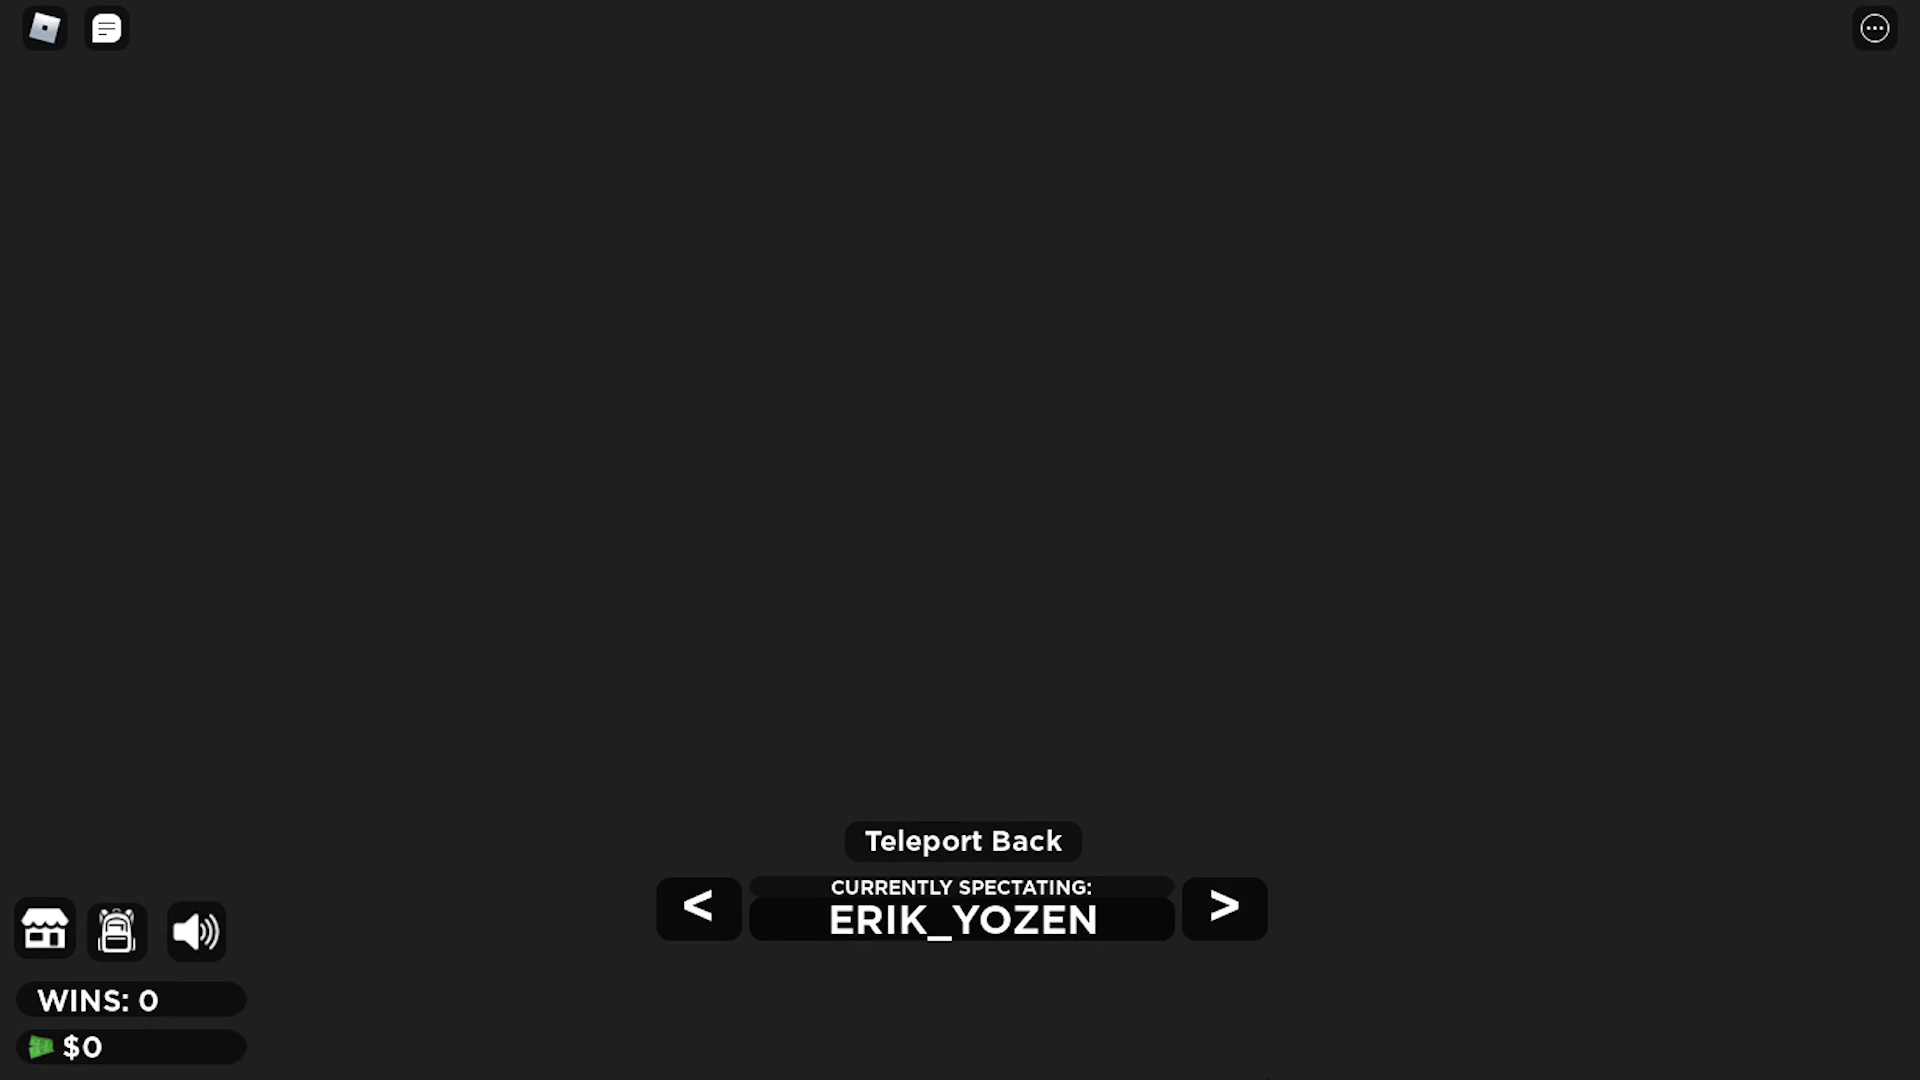 Teleport Back
CURRENTLY SPECTATING:
< ERIK_YOZEN >
WINS: 0
$0